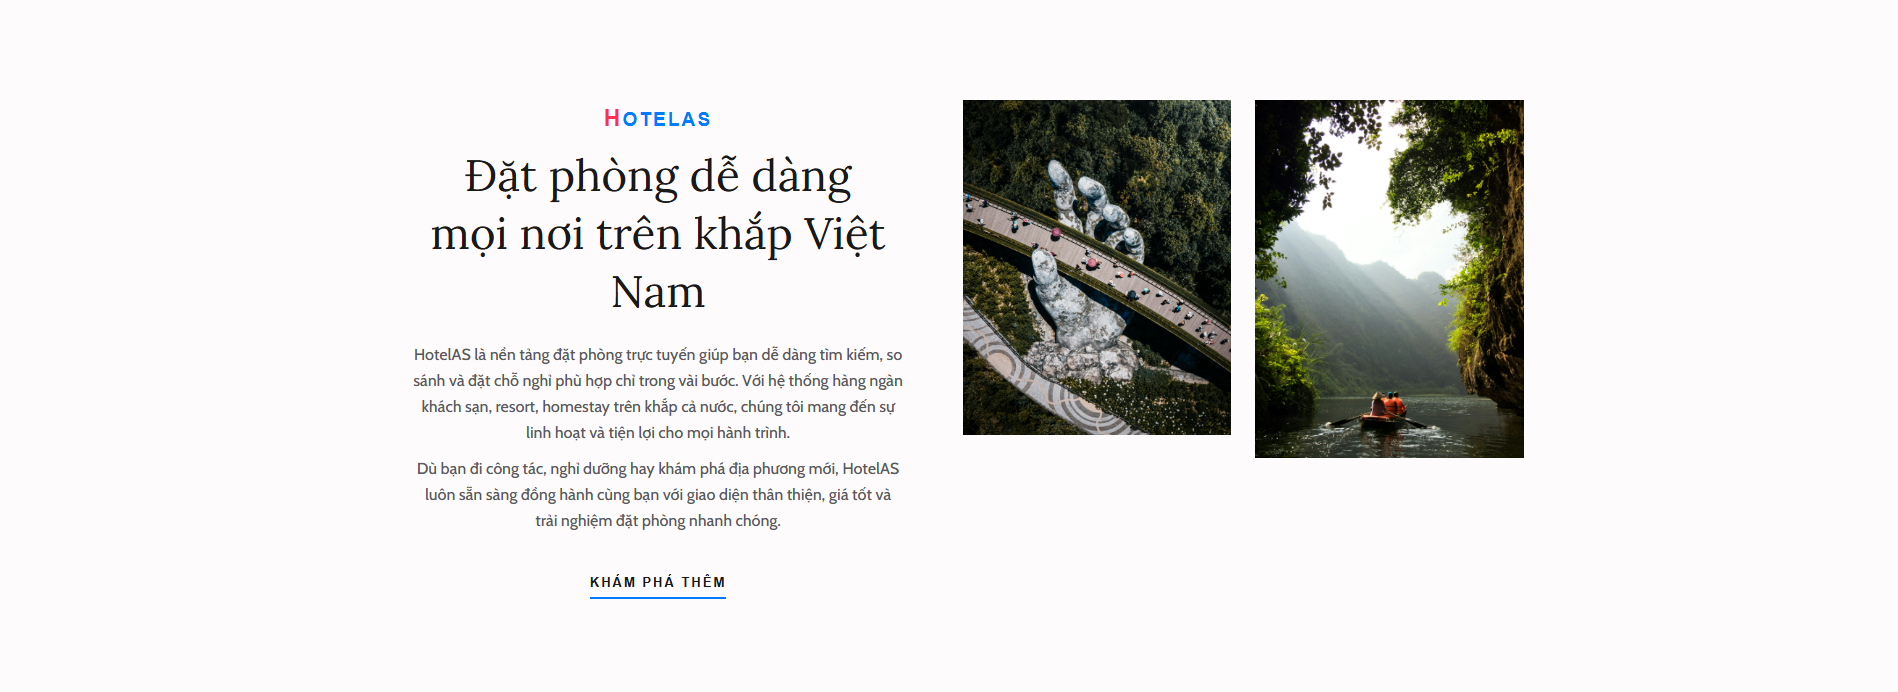 HOTELAS
Đặt phòng dễ dàng
mọi nơi trên khắp Việt
Nam
HotelAS là nền tảng đặt phòng trực tuyến giúp bạn dễ dàng tìm kiếm, so
sánh và đặt chỗ nghỉ phù hợp chỉ trong vài bước. Với hệ thống hàng ngàn
khách sạn, resort, homestay trên khắp cả nước, chúng tôi mang đến sự
linh hoạt và tiện lợi cho mọi hành trình.
Dù bạn đi công tác, nghỉ dưỡng hay khám phá địa phương mới, HotelAS
luôn sẵn sàng đồng hành cùng bạn với giao diện thân thiện, giá tốt và
trải nghiệm đặt phòng nhanh chóng.
KHÁM PHÁ THÊM